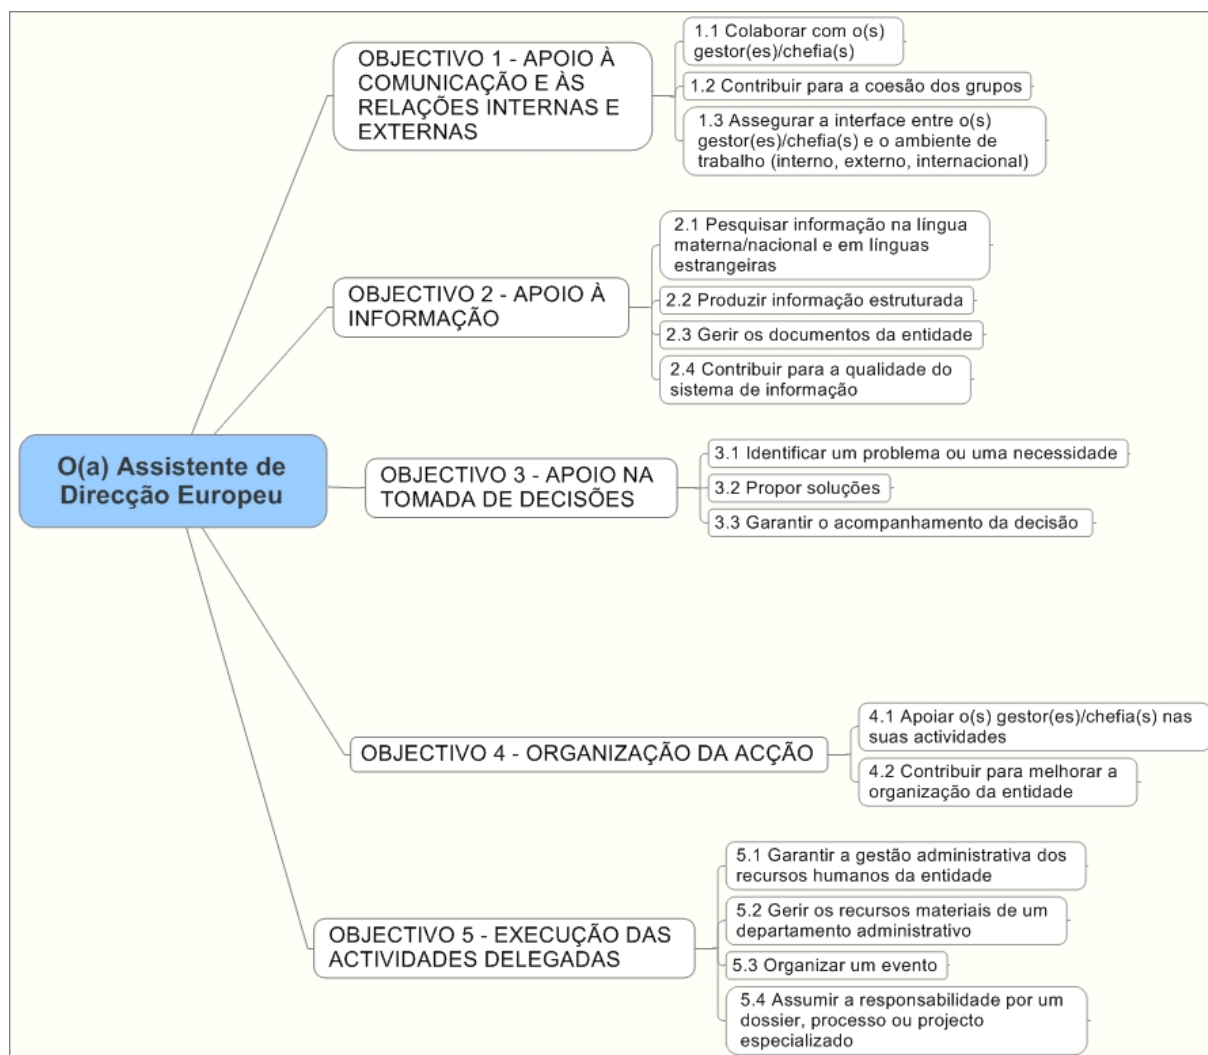 O(a) Assistente de
Direcção Europeu
OBJECTIVO 1 - APOIO À
COMUNICAÇÃO E ÀS
RELAÇÕES INTERNAS E
EXTERNAS
1.1 Colaborar com o(s)
gestor(es)/chefia(s)
1.2 Contribuir para a coesão dos grupos
1.3 Assegurar a interface entre o(s)
gestor(es)/chefia(s) e o ambiente de
trabalho (interno, externo, internacional)
OBJECTIVO 2 - APOIO À
INFORMAÇÃO
2.1 Pesquisar informação na língua
materna/nacional e em línguas
estrangeiras
2.2 Produzir informação estruturada
2.3 Gerir os documentos da entidade
2.4 Contribuir para a qualidade do
sistema de informação
OBJECTIVO 3 - APOIO NA
TOMADA DE DECISÕES
3.1 Identificar um problema ou uma necessidade
3.2 Propor soluções
3.3 Garantir o acompanhamento da decisão
OBJECTIVO 4 - ORGANIZAÇÃO DA ACÇÃO
4.1 Apoiar o(s) gestor(es)/chefia(s) nas
suas actividades
4.2 Contribuir para melhorar a
organização da entidade
OBJECTIVO 5 - EXECUÇÃO DAS
ACTIVIDADES DELEGADAS
5.1 Garantir a gestão administrativa dos
recursos humanos da entidade
5.2 Gerir os recursos materiais de um
departamento administrativo
5.3 Organizar um evento
5.4 Assumir a responsabilidade por um
dossier, processo ou projecto
especializado